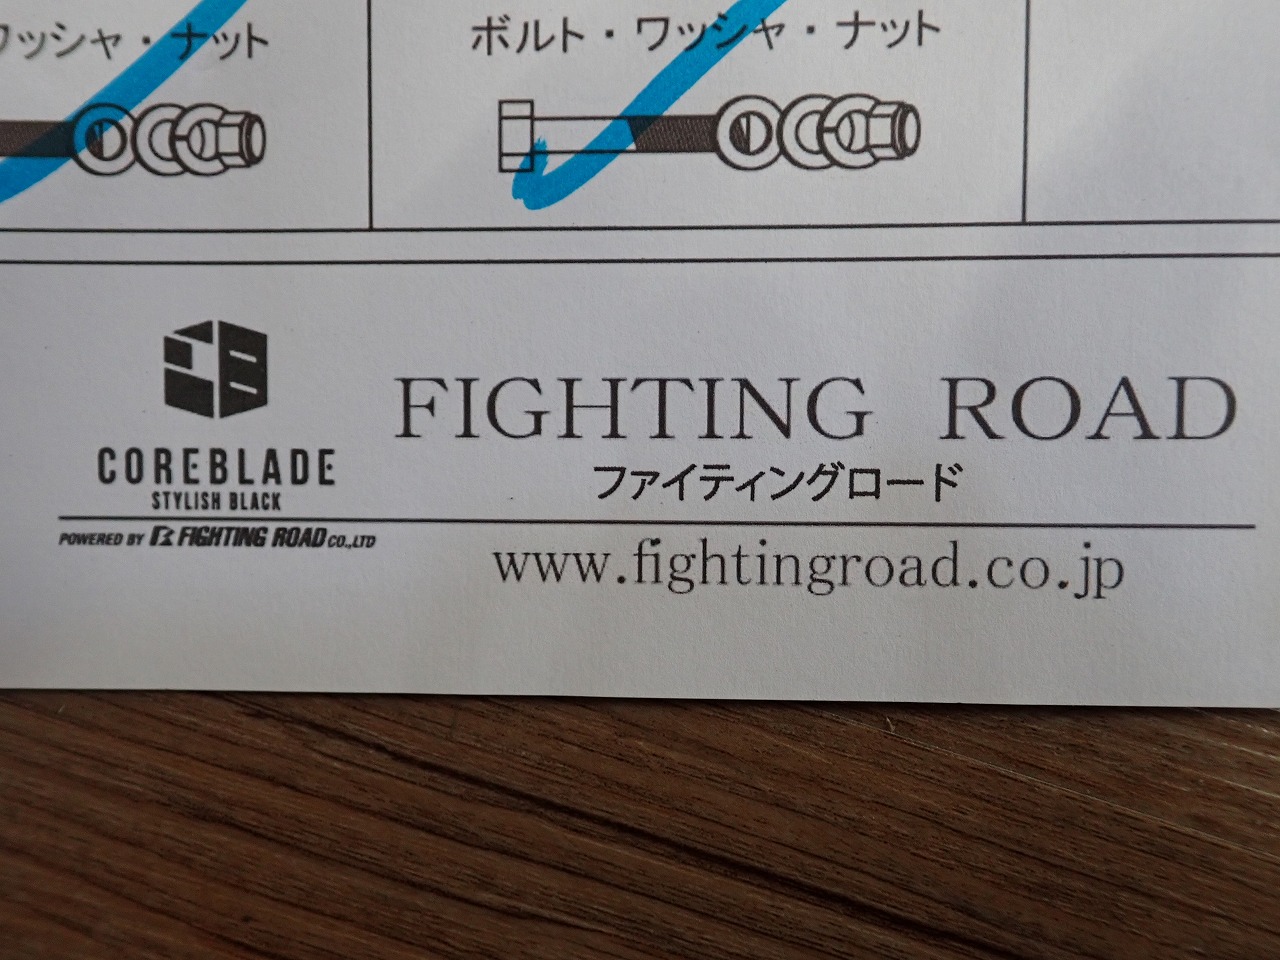 ワッシャ・ナット
ボルト・ワッシャ・ナット
CB
COREBLADE
STYLISH BLACK
POWERED BY FIGHTING ROAD CO.,LTD
FIGHTING ROAD
ファイティングロード
www.fightingroad.co.jp